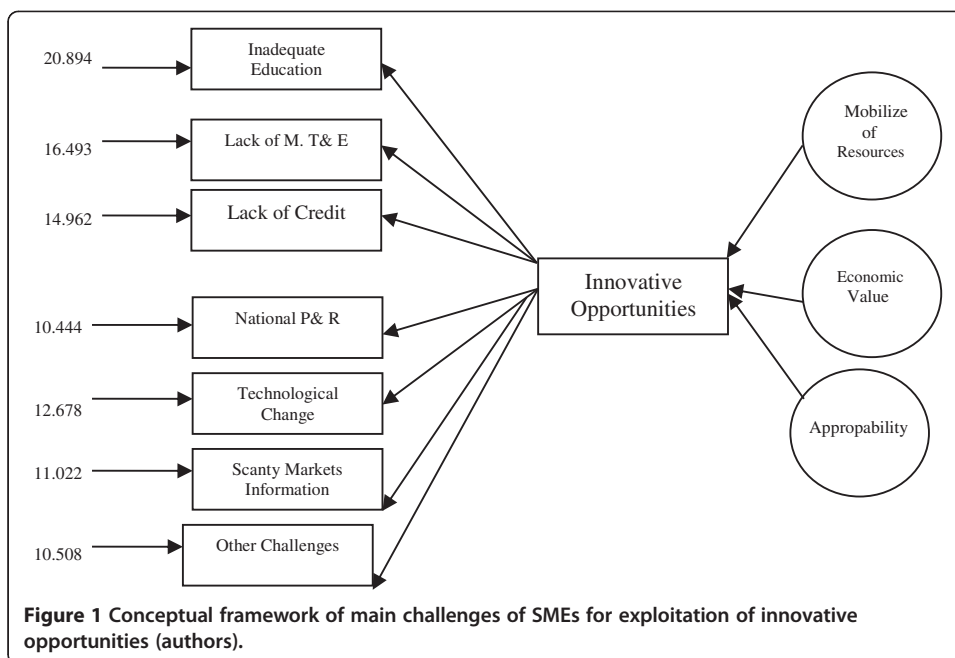 20.894
Inadequate
Education
16.493
Lack of M. T& E
14.962
Lack of Credit
10.444
National P& R
12.678
Technological
Change
11.022
Scanty Markets
Information
10.508
Other Challenges
Innovative
Opportunities
Mobilize
of
Resources
Economic
Value
Appropability
Figure 1 Conceptual framework of main challenges of SMEs for exploitation of innovative
opportunities (authors).